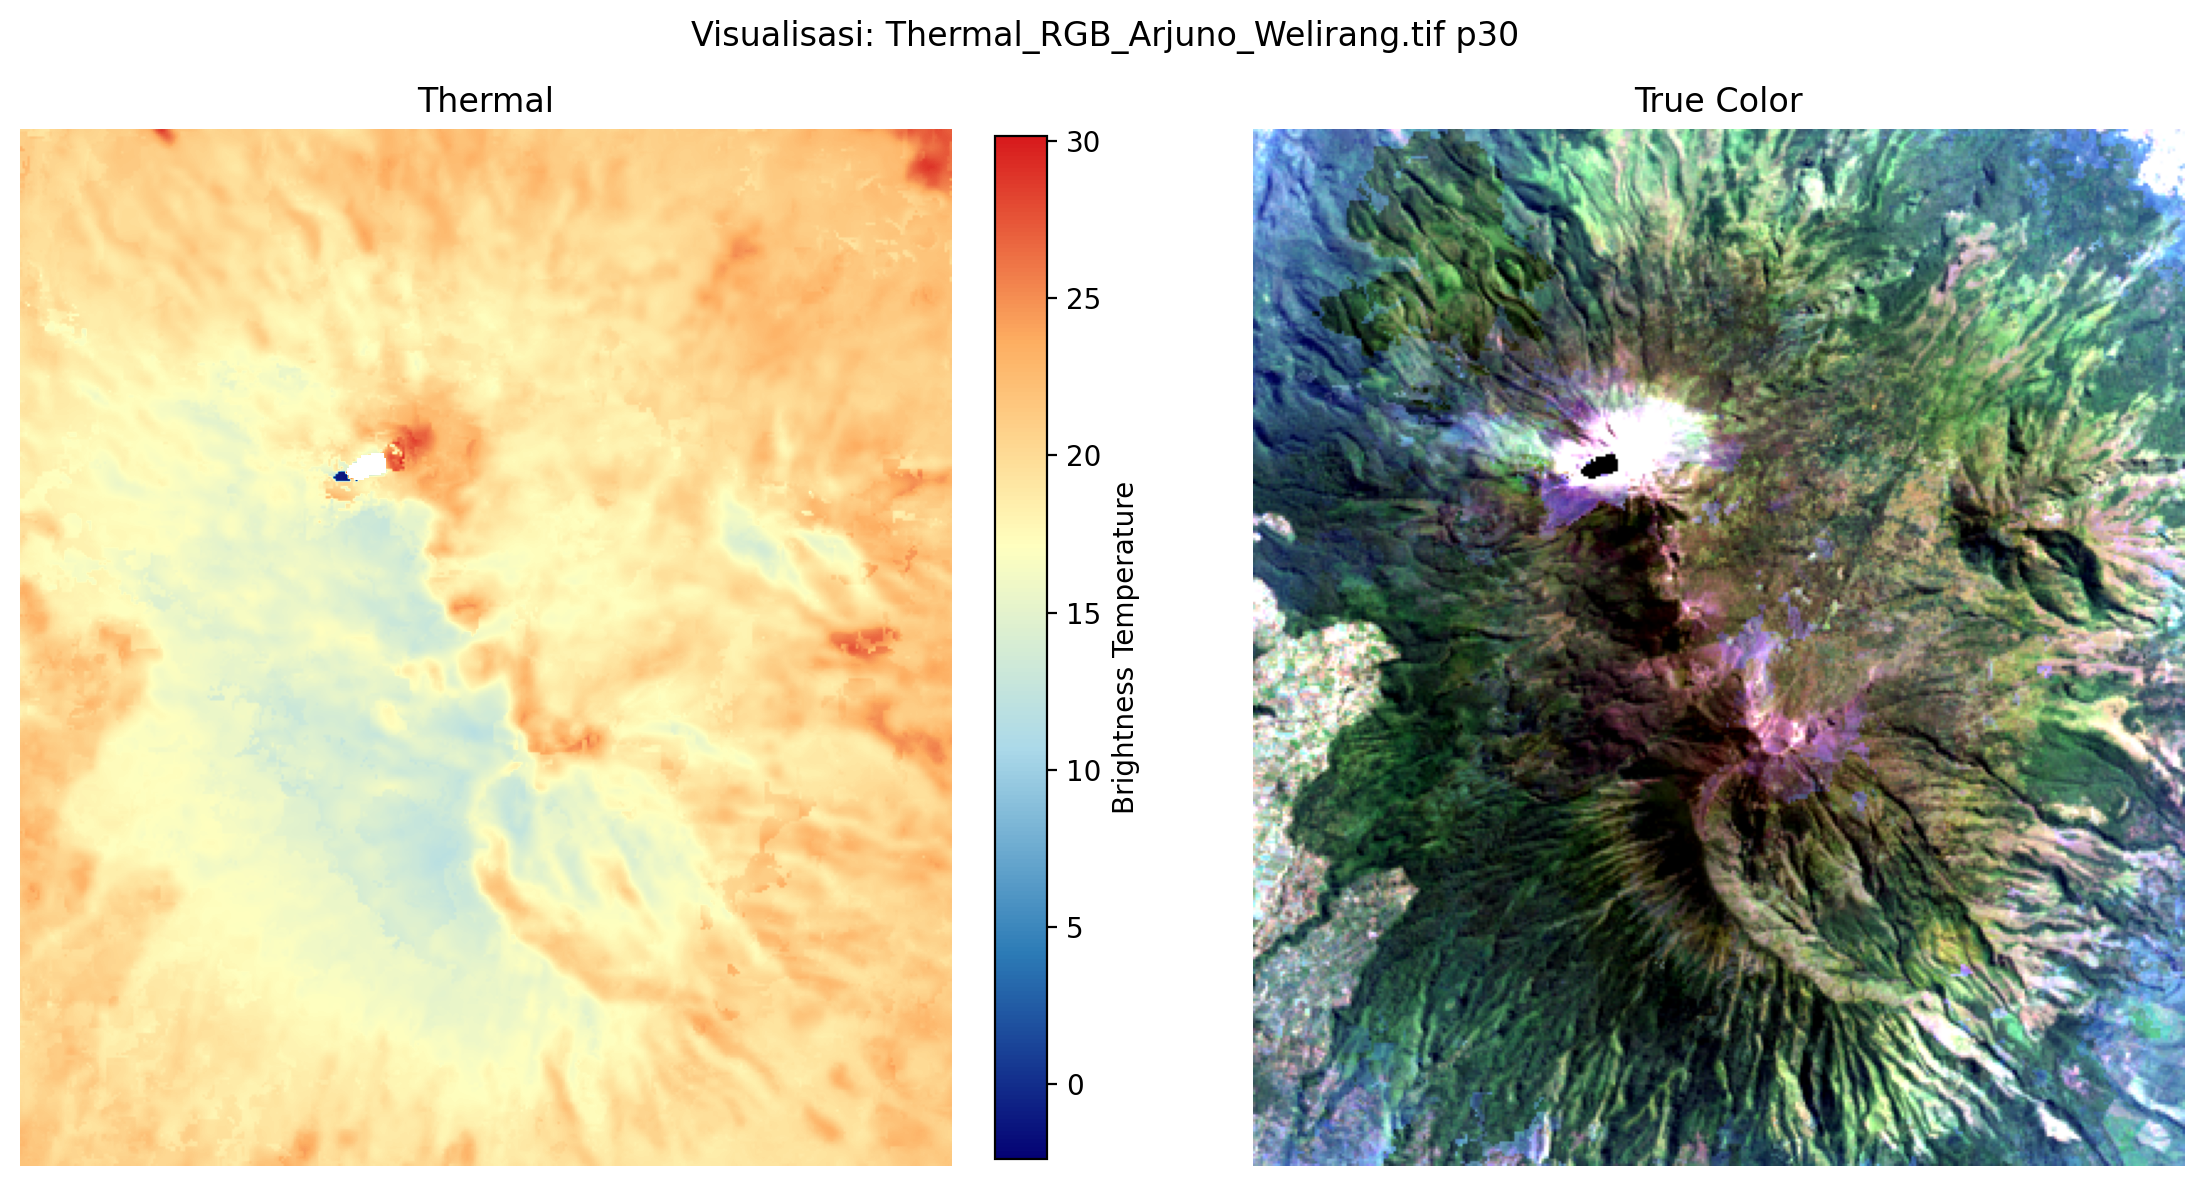 Visualisasi: Thermal_RGB_Arjuno_Welirang.tif p30
Thermal
True Color
30
25
20
15
10
5
0
Brightness Temperature